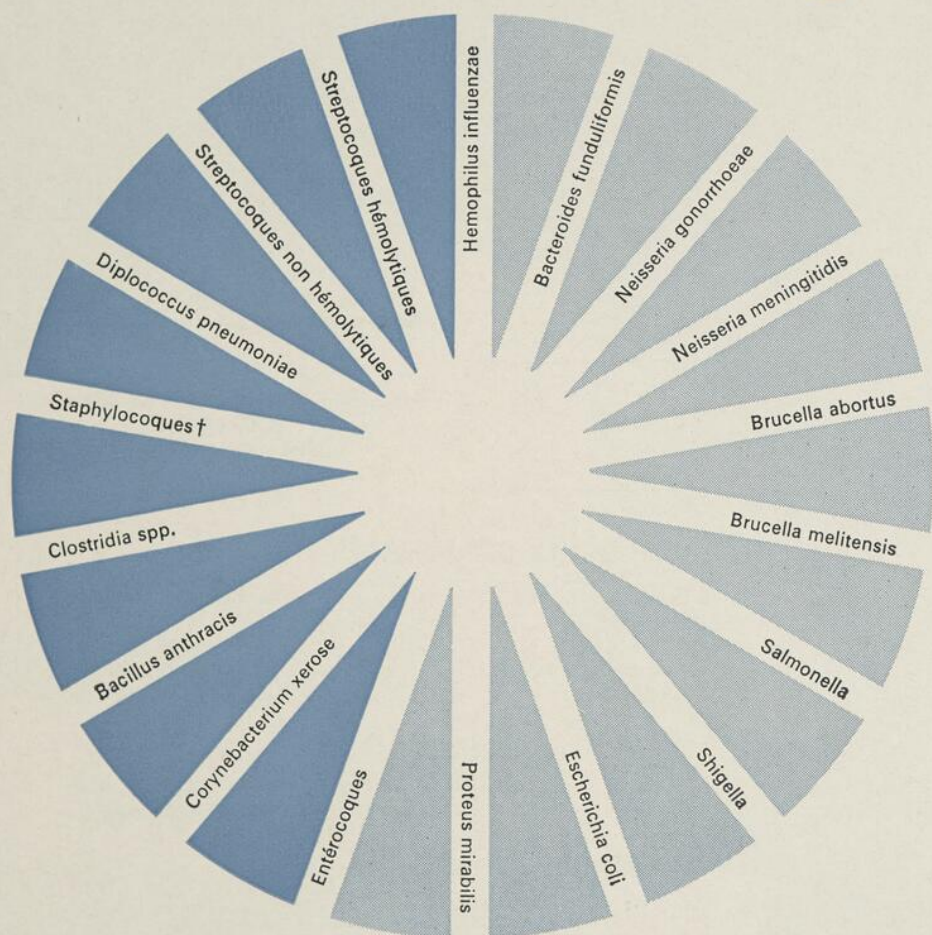 Hemophilus influenzae
Bacteroides funduliformis
Neisseria gonorrhoeae
Neisseria meningitidis
Brucella abortus
Brucella melitensis
Salmonella
Shigella
Escherichia coli
Proteus mirabilis
Entérocoques
Corynebacterium xerose
Bacillus anthracis
Clostridia spp.
Staphylocoques†
Diplococcus pneumoniae
Streptocoques non hémolytiques
Streptocoques hémolytiques